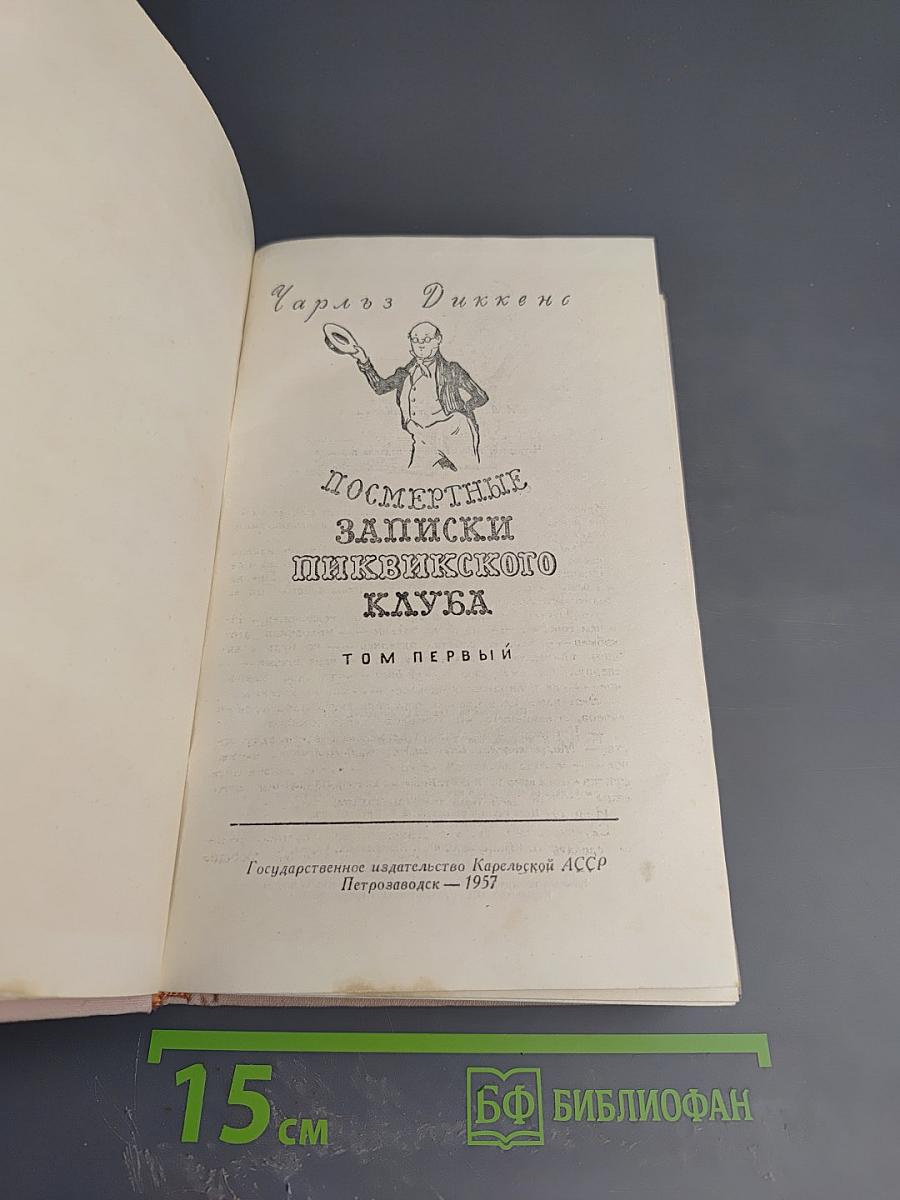 Чарльз Диккенс
ПОСМЕРТНЫЕ
ЗАПИСКИ
ПИКВИКСКОГО
КЛУБА
ТОМ ПЕРВЫЙ
Государственное издательство Карельской АССР
Петрозаводск — 1957
15 см
БФ БИБЛИОФАН